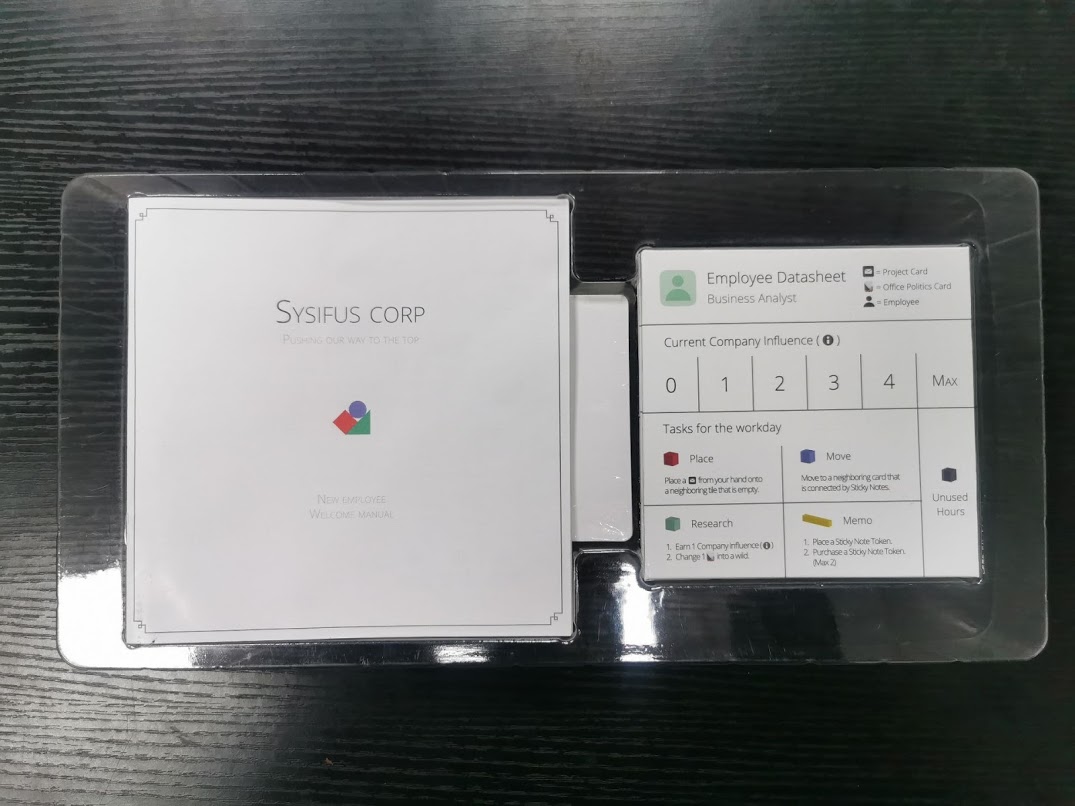 SYSIFUS CORP
PUSHING OUR WAY TO THE TOP
NEW EMPLOYEE
WELCOME MANUAL
Employee Datasheet
Business Analyst
= Project Card
= Office Politics Card
= Employee
Current Company Influence ( )
0 1 2 3 4 MAX
Tasks for the workday
Place
Place a from your hand onto
a neighboring tile that is empty.
Move
Move to a neighboring card that
is connected by Sticky Notes.
Research
1. Earn 1 Company Influence ( )
2. Change 1 into a wild.
Memo
1. Place a Sticky Note Token.
2. Purchase a Sticky Note Token.
(Max 2)
Unused
Hours